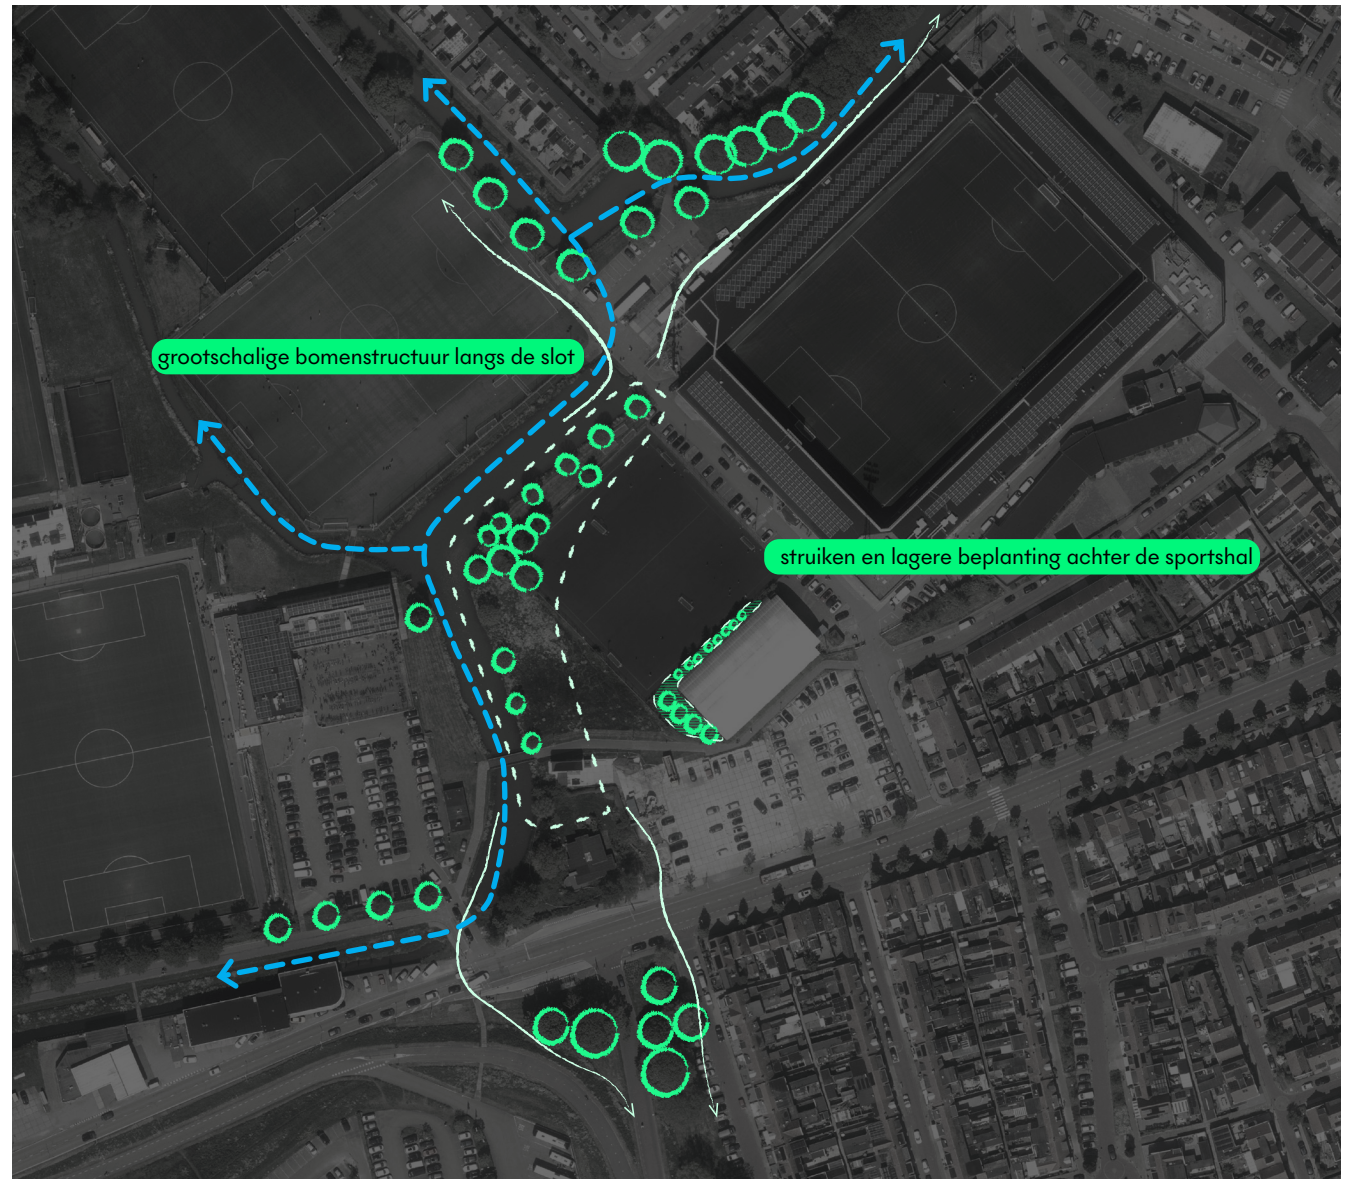 grootschalige bomenstructuur langs de slot
struiken en lagere beplanting achter de sportshal